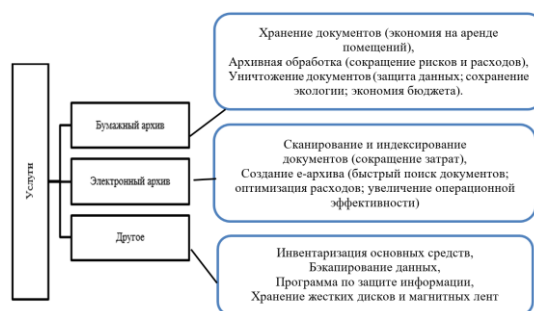 Услуги
Бумажный архив
Хранение документов (экономия на аренде
помещений),
Архивная обработка (сокращение рисков и расходов),
Уничтожение документов (защита данных; сохранение
экологии; экономия бюджета).
Электронный архив
Сканирование и индексирование
документов (сокращение затрат),
Создание е-архива (быстрый поиск документов;
оптимизация расходов; увеличение операционной
эффективности)
Другое
Инвентаризация основных средств,
Бэкапирование данных,
Программа по защите информации,
Хранение жестких дисков и магнитных лент